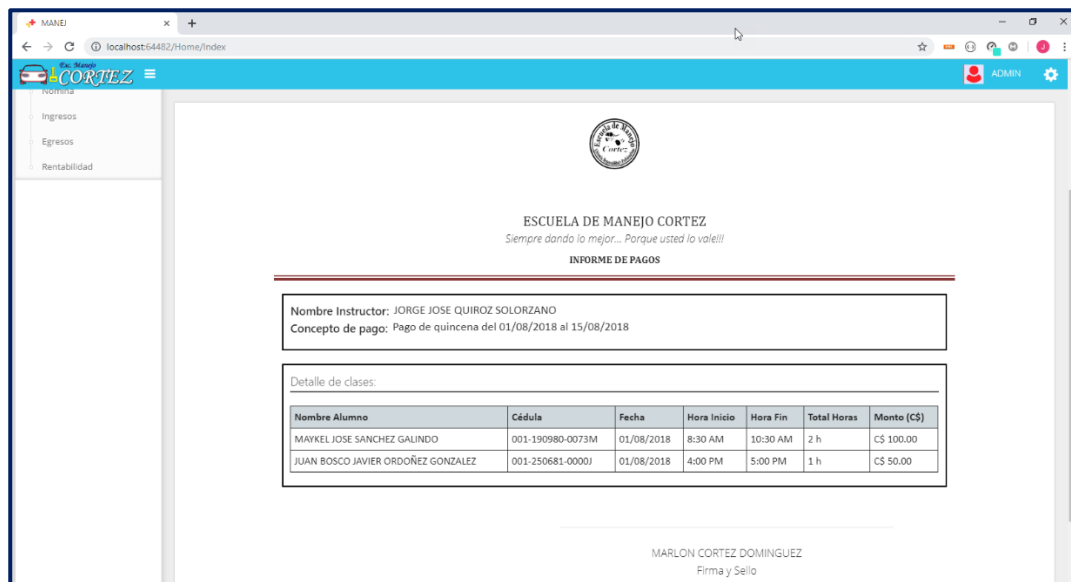 MANEJ
localhost:64482/Home/Index
Esc. Manejo
CORTEZ
ADMIN
Nomina
Ingresos
Egresos
Rentabilidad
Escuela de Manejo
Cortez
ESCUELA DE MANEJO CORTEZ
Siempre dando lo mejor... Porque usted lo vale!!!
INFORME DE PAGOS
Nombre Instructor: JORGE JOSE QUIROZ SOLORZANO
Concepto de pago: Pago de quincena del 01/08/2018 al 15/08/2018
Detalle de clases:
Nombre Alumno Cédula Fecha Hora Inicio Hora Fin Total Horas Monto (C$)
MAYKEL JOSE SANCHEZ GALINDO 001-190980-0073M 01/08/2018 8:30 AM 10:30 AM 2 h C$ 100.00
JUAN BOSCO JAVIER ORDOÑEZ GONZALEZ 001-250681-0000J 01/08/2018 4:00 PM 5:00 PM 1 h C$ 50.00
MARLON CORTEZ DOMINGUEZ
Firma y Sello